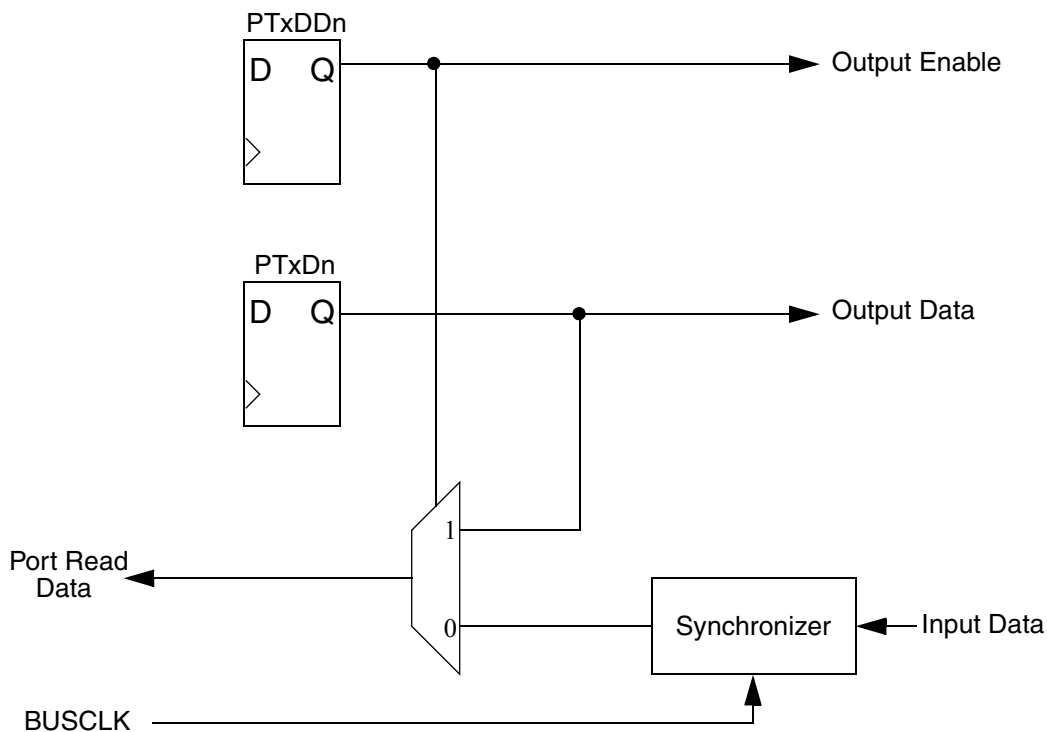 PTxDDn
D Q
Output Enable
PTxDn
D Q
Output Data
1
Port Read
Data
0
Synchronizer
Input Data
BUSCLK